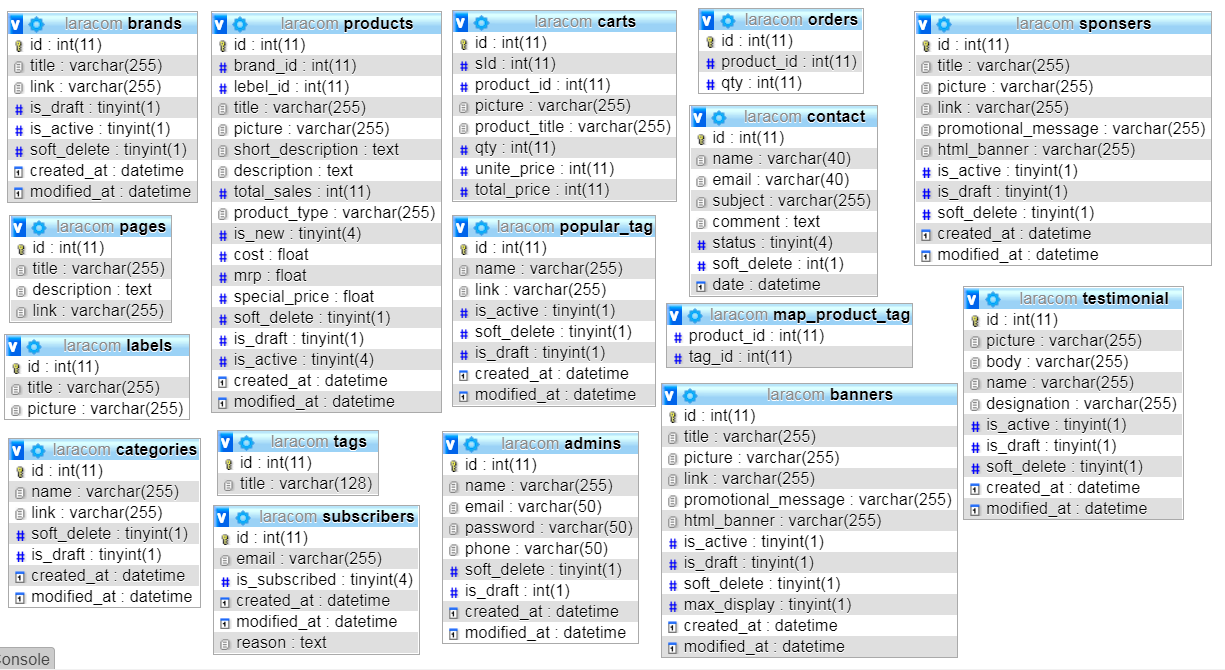 laracom brands
id : int(11)
title : varchar(255)
link : varchar(255)
is_draft : tinyint(1)
is_active : tinyint(1)
soft_delete : tinyint(1)
created_at : datetime
modified_at : datetime
laracom pages
id : int(11)
title : varchar(255)
description : text
link : varchar(255)
laracom labels
id : int(11)
title : varchar(255)
picture : varchar(255)
laracom categories
id : int(11)
name : varchar(255)
link : varchar(255)
soft_delete : tinyint(1)
is_draft : tinyint(1)
created_at : datetime
modified_at : datetime
laracom products
id : int(11)
brand_id : int(11)
lebel_id : int(11)
title : varchar(255)
picture : varchar(255)
short_description : text
description : text
total_sales : int(11)
product_type : varchar(255)
is_new : tinyint(4)
cost : float
mrp : float
special_price : float
soft_delete : tinyint(1)
is_draft : tinyint(1)
is_active : tinyint(4)
created_at : datetime
modified_at : datetime
laracom tags
id : int(11)
title : varchar(128)
laracom subscribers
id : int(11)
email : varchar(255)
is_subscribed : tinyint(4)
created_at : datetime
modified_at : datetime
reason : text
laracom carts
id : int(11)
sId : int(11)
product_id : int(11)
picture : varchar(255)
product_title : varchar(255)
qty : int(11)
unite_price : int(11)
total_price : int(11)
laracom popular_tag
id : int(11)
name : varchar(255)
link : varchar(255)
is_active : tinyint(1)
soft_delete : tinyint(1)
is_draft : tinyint(1)
created_at : datetime
modified_at : datetime
laracom admins
id : int(11)
name : varchar(255)
email : varchar(50)
password : varchar(50)
phone : varchar(50)
soft_delete : tinyint(1)
is_draft : int(1)
created_at : datetime
modified_at : datetime
laracom orders
id : int(11)
product_id : int(11)
qty : int(11)
laracom contact
id : int(11)
name : varchar(40)
email : varchar(40)
subject : varchar(255)
comment : text
status : tinyint(4)
soft_delete : int(1)
date : datetime
laracom map_product_tag
product_id : int(11)
tag_id : int(11)
laracom banners
id : int(11)
title : varchar(255)
picture : varchar(255)
link : varchar(255)
promotional_message : varchar(255)
html_banner : varchar(255)
is_active : tinyint(1)
is_draft : tinyint(1)
soft_delete : tinyint(1)
max_display : tinyint(1)
created_at : datetime
modified_at : datetime
laracom sponsers
id : int(11)
title : varchar(255)
picture : varchar(255)
link : varchar(255)
promotional_message : varchar(255)
html_banner : varchar(255)
is_active : tinyint(1)
is_draft : tinyint(1)
soft_delete : tinyint(1)
created_at : datetime
modified_at : datetime
laracom testimonial
id : int(11)
picture : varchar(255)
body : varchar(255)
name : varchar(255)
designation : varchar(255)
is_active : tinyint(1)
is_draft : tinyint(1)
soft_delete : tinyint(1)
created_at : datetime
modified_at : datetime
onsole